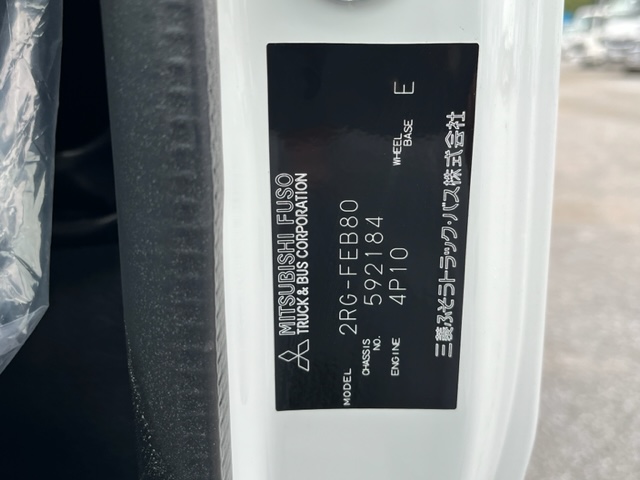 MITSUBISHI FUSO
TRUCK & BUS CORPORATION
MODEL 2RG-FEB80
CHASSIS NO. 592184
ENGINE 4P10 WHEEL BASE E
三菱ふそうトラック・バス株式会社